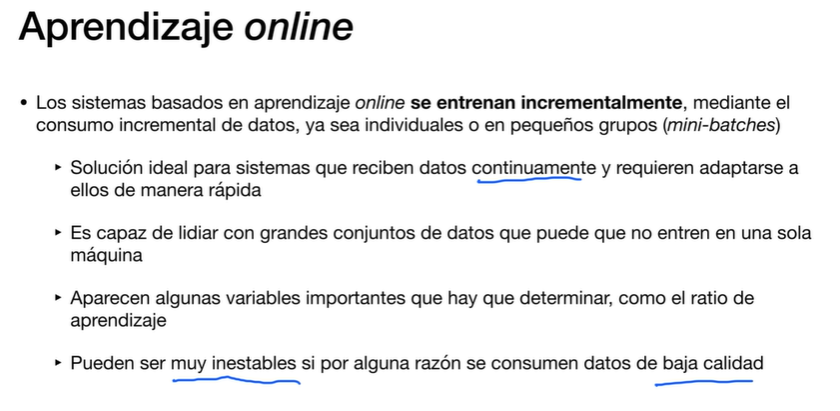 Aprendizaje online
• Los sistemas basados en aprendizaje online se entrenan incrementalmente, mediante el
consumo incremental de datos, ya sea individuales o en pequeños grupos (mini-batches)
‣ Solución ideal para sistemas que reciben datos continuamente y requieren adaptarse a
ellos de manera rápida
‣ Es capaz de lidiar con grandes conjuntos de datos que puede que no entren en una sola
máquina
‣ Aparecen algunas variables importantes que hay que determinar, como el ratio de
aprendizaje
‣ Pueden ser muy inestables si por alguna razón se consumen datos de baja calidad